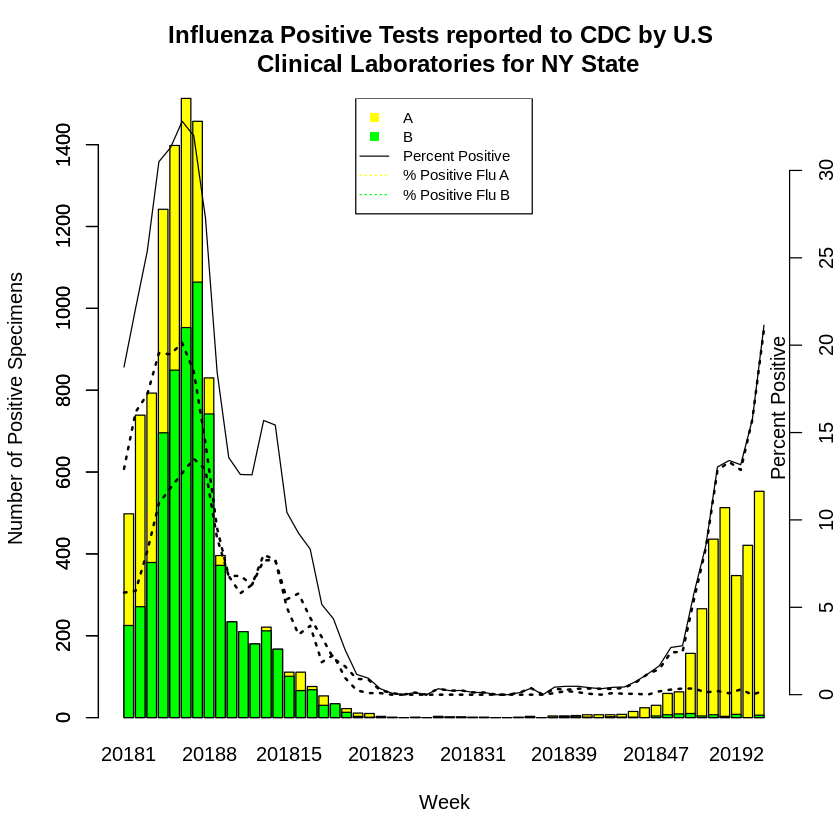 Influenza Positive Tests reported to CDC by U.S
Clinical Laboratories for NY State
A
B
Percent Positive
% Positive Flu A
% Positive Flu B
Number of Positive Specimens
1400
1200
1000
800
600
400
200
0
30
25
20
15
10
5
0
Percent Positive
20181 20188 201815 201823 201831 201839 201847 20192
Week